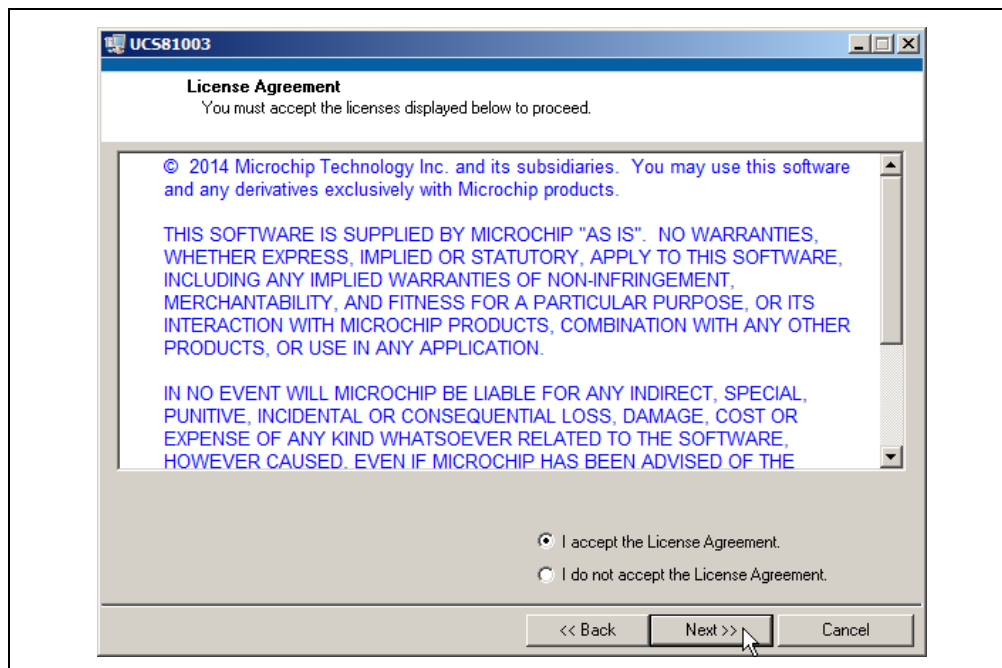 UCS81003
License Agreement
You must accept the licenses displayed below to proceed.
© 2014 Microchip Technology Inc. and its subsidiaries. You may use this software
and any derivatives exclusively with Microchip products.
THIS SOFTWARE IS SUPPLIED BY MICROCHIP "AS IS". NO WARRANTIES,
WHETHER EXPRESS, IMPLIED OR STATUTORY, APPLY TO THIS SOFTWARE,
INCLUDING ANY IMPLIED WARRANTIES OF NON-INFRINGEMENT,
MERCHANTABILITY, AND FITNESS FOR A PARTICULAR PURPOSE, OR ITS
INTERACTION WITH MICROCHIP PRODUCTS, COMBINATION WITH ANY OTHER
PRODUCTS, OR USE IN ANY APPLICATION.
IN NO EVENT WILL MICROCHIP BE LIABLE FOR ANY INDIRECT, SPECIAL,
PUNITIVE, INCIDENTAL OR CONSEQUENTIAL LOSS, DAMAGE, COST OR
EXPENSE OF ANY KIND WHATSOEVER RELATED TO THE SOFTWARE,
HOWEVER CAUSED, EVEN IF MICROCHIP HAS BEEN ADVISED OF THE
I accept the License Agreement.
I do not accept the License Agreement.
<< Back Next >> Cancel